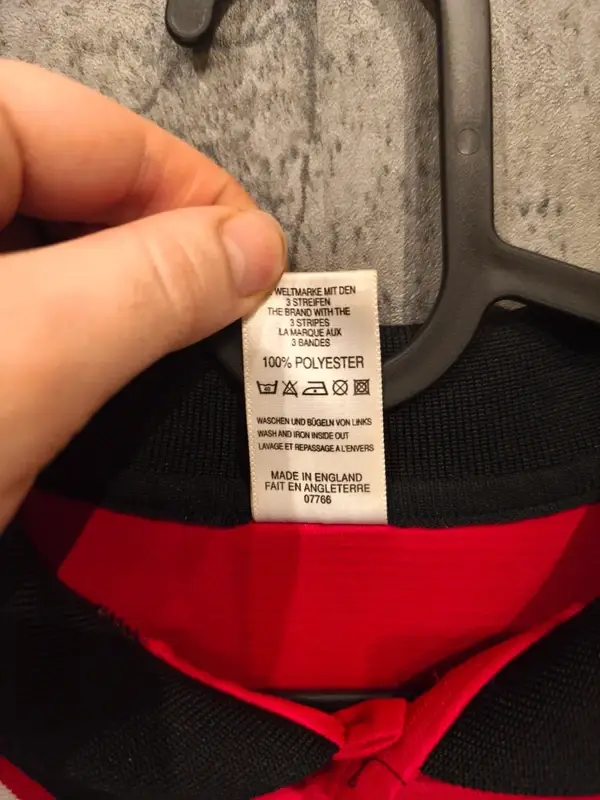 WELTMARKE MIT DEN
3 STREIFEN
THE BRAND WITH THE
3 STRIPES
LA MARQUE AUX
3 BANDES
100% POLYESTER
WASCHEN UND BÜGELN VON LINKS
WASH AND IRON INSIDE OUT
LAVAGE ET REPASSAGE A L'ENVERS
MADE IN ENGLAND
FAIT EN ANGLETERRE
07766